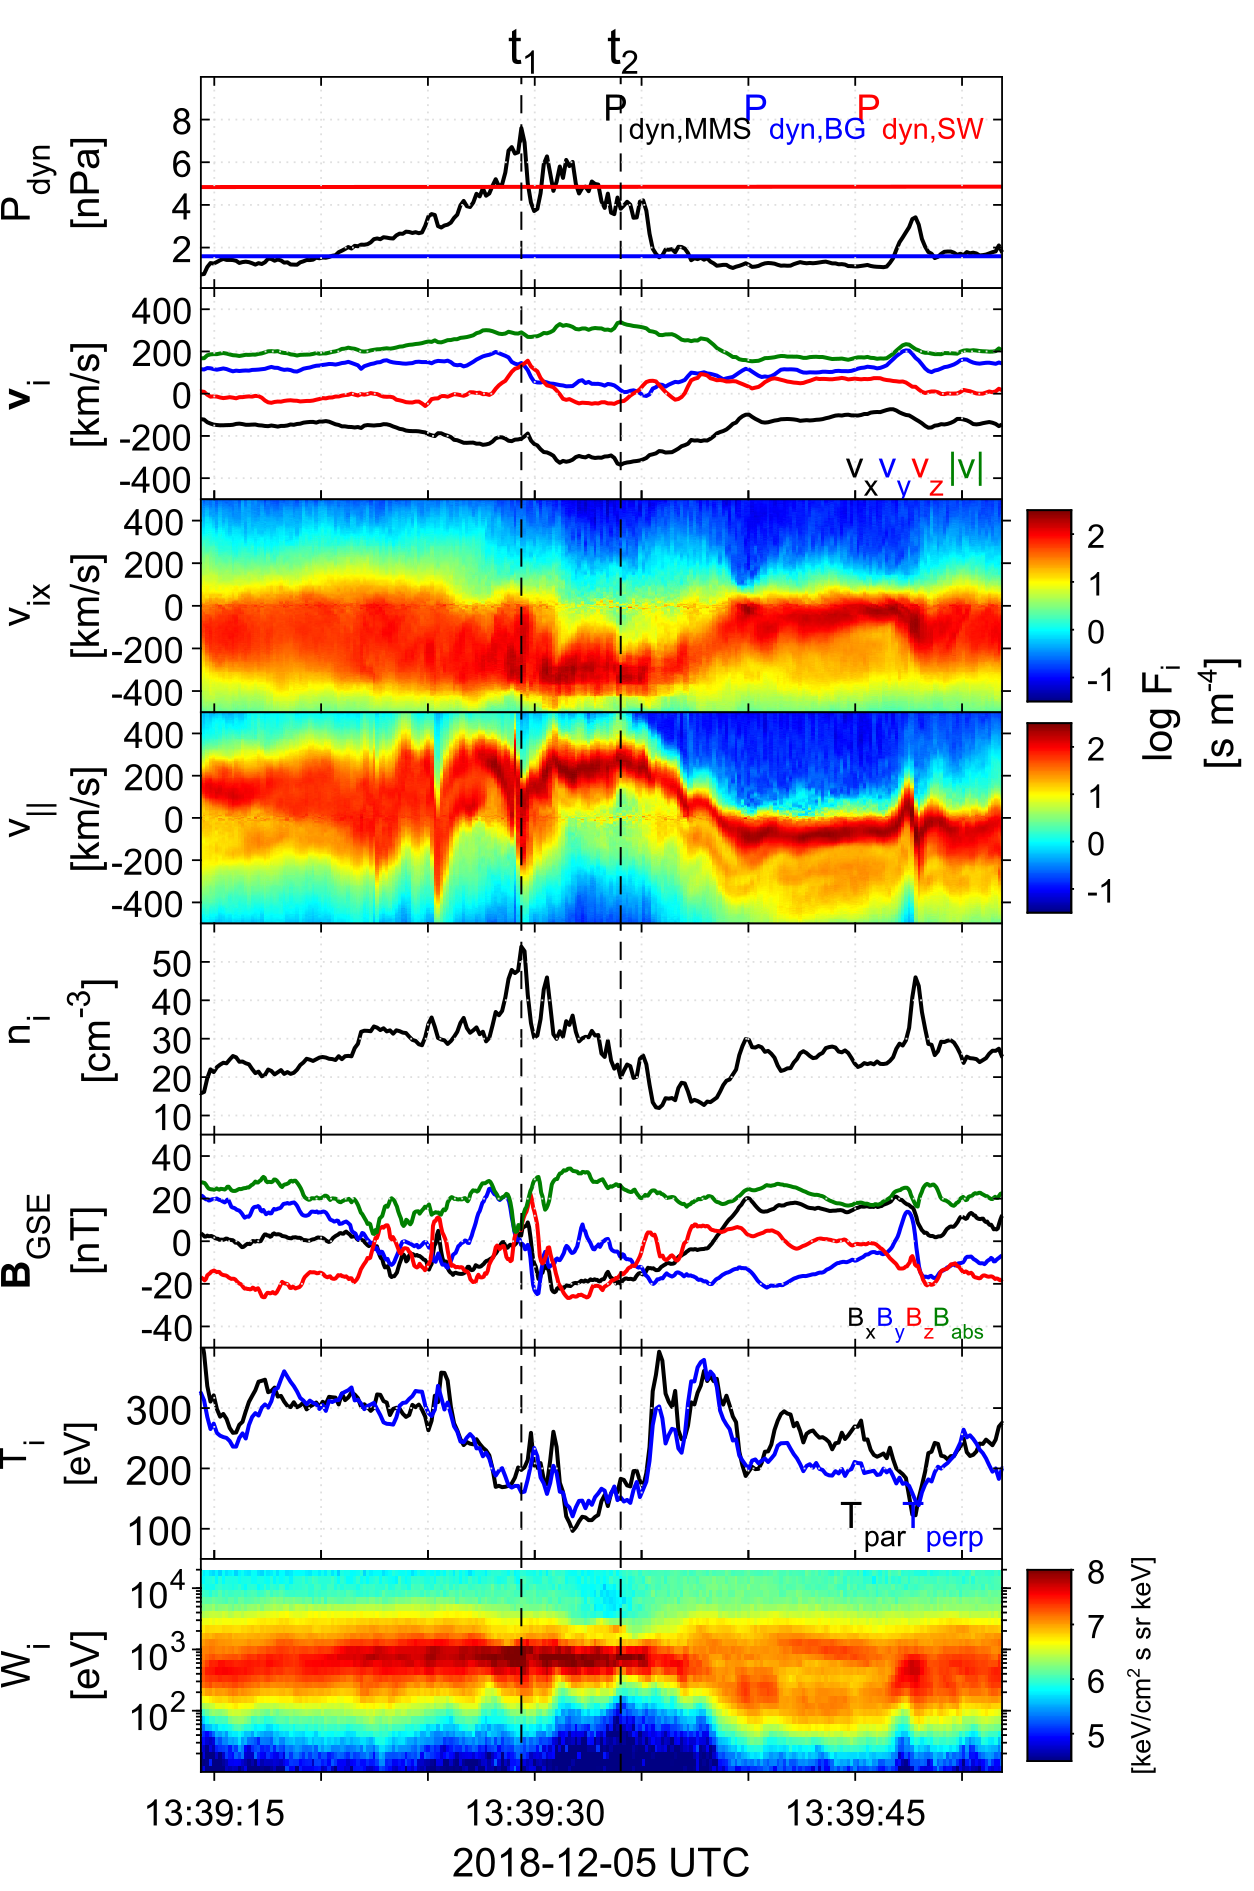 t1 t2
Pdyn [nPa]
8
6
4
2
Pdyn,MMS Pdyn,BG Pdyn,SW
vi [km/s]
400
200
0
-200
-400
vx vy vz |v|
vix [km/s]
400
200
0
-200
-400
2
1
0
-1
v|| [km/s]
400
200
0
-200
-400
2
1
0
-1
log Fi [s m-4]
ni [cm-3]
50
40
30
20
10
BGSE [nT]
40
20
0
-20
-40
Bx By Bz Babs
Ti [eV]
300
200
100
Tpar Tperp
Wi [eV]
104
103
102
8
7
6
5
[keV/cm2 s sr keV]
13:39:15 13:39:30 13:39:45
2018-12-05 UTC